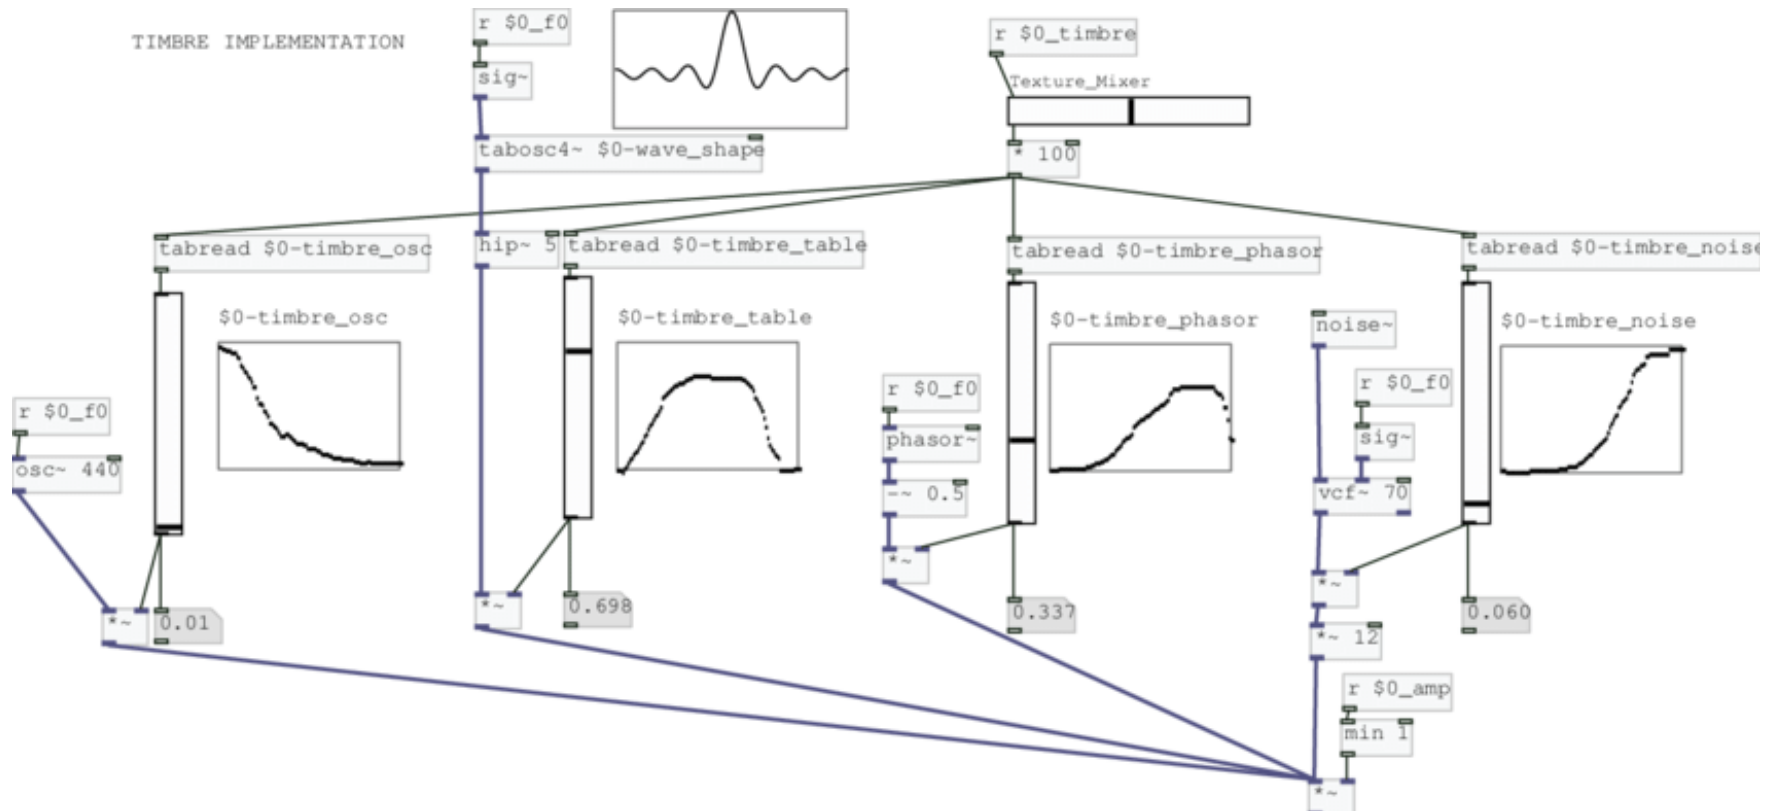 TIMBRE IMPLEMENTATION
r $0_f0
sig~
tabosc4~ $0-wave_shape
r $0_timbre
Texture_Mixer
* 100
tabread $0-timbre_osc
hip~ 5
tabread $0-timbre_table
tabread $0-timbre_phasor
tabread $0-timbre_noise
$0-timbre_osc
$0-timbre_table
$0-timbre_phasor
$0-timbre_noise
noise~
r $0_f0
osc~ 440
r $0_f0
phasor~
-~ 0.5
*~
r $0_f0
sig~
vcf~ 70
*~
*~ 12
*~
0.01
*~
0.698
0.337
0.060
r $0_amp
min 1
*~